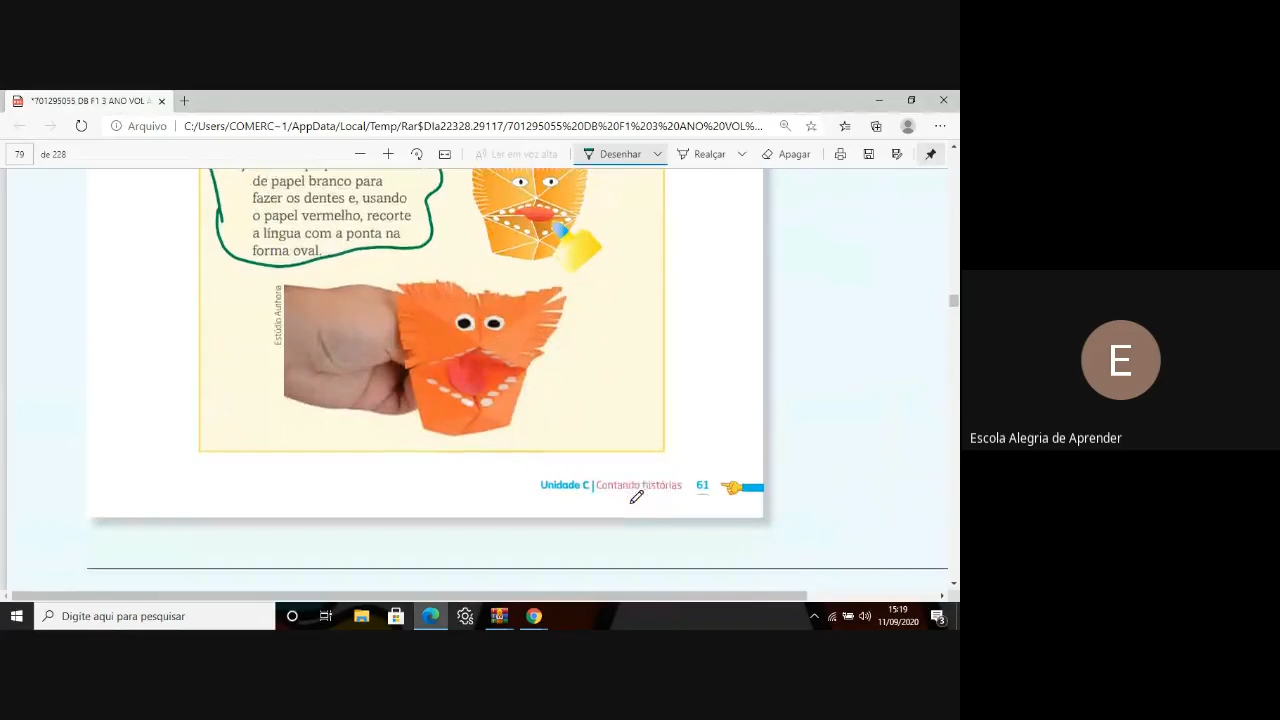 *701295055 DB F1 3 ANO VOL
Arquivo
C:/Users/COMERC~1/AppData/Local/Temp/Rar$DIa22328.29117/701295055%20DB%20F1%203%20ANO%20VOL%...
79 de 228
Ler em voz alta
Desenhar
Realçar
Apagar
de papel branco para
fazer os dentes e, usando
o papel vermelho, recorte
a língua com a ponta na
forma oval.
Estúdio Authoria
Unidade C | Contando histórias 61
E
Escola Alegria de Aprender
Digite aqui para pesquisar
15:19
11/09/2020
3